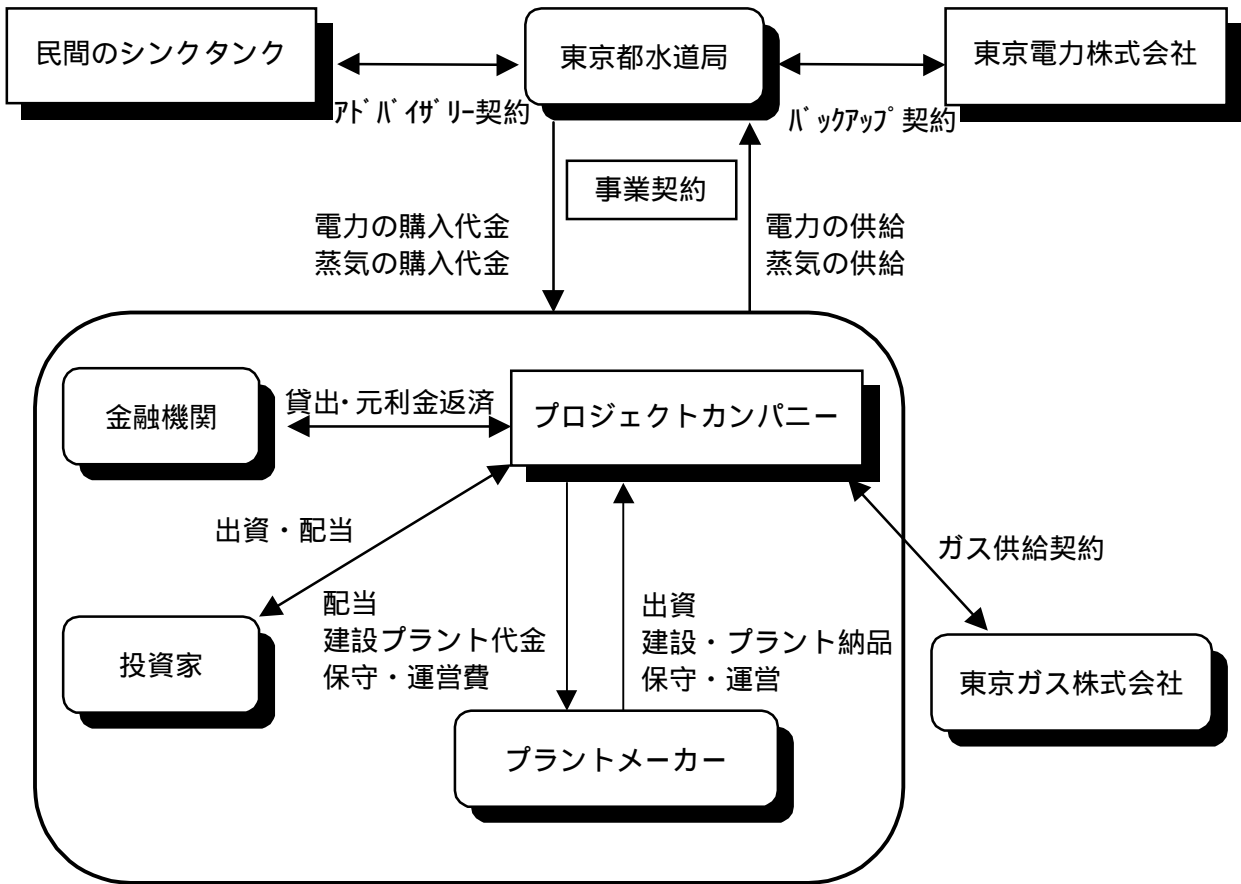 民間のシンクタンク
東京都水道局
東京電力株式会社
ｱﾄﾞﾊﾞｲｻﾞﾘｰ契約
ﾊﾞｯｸｱｯﾌﾟ契約
事業契約
電力の購入代金
蒸気の購入代金
電力の供給
蒸気の供給
金融機関
貸出・元利金返済
プロジェクトカンパニー
出資・配当
ガス供給契約
投資家
配当
建設プラント代金
保守・運営費
出資
建設・プラント納品
保守・運営
東京ガス株式会社
プラントメーカー